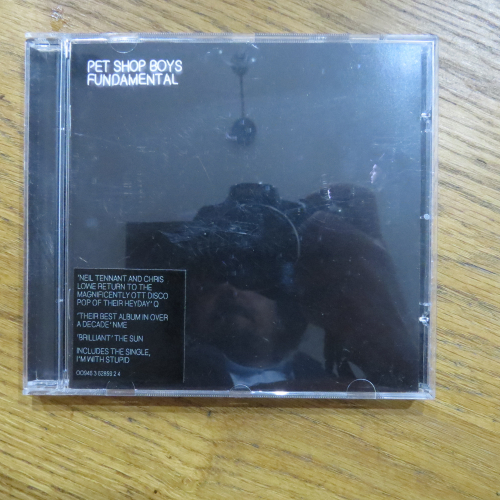 PET SHOP BOYS
FUNDAMENTAL
'NEIL TENNANT AND CHRIS
LOWE RETURN TO THE
MAGNIFICENTLY OTT DISCO
POP OF THEIR HEYDAY' Q
'THEIR BEST ALBUM IN OVER
A DECADE' NME
'BRILLIANT' THE SUN
INCLUDES THE SINGLE,
I'M WITH STUPID